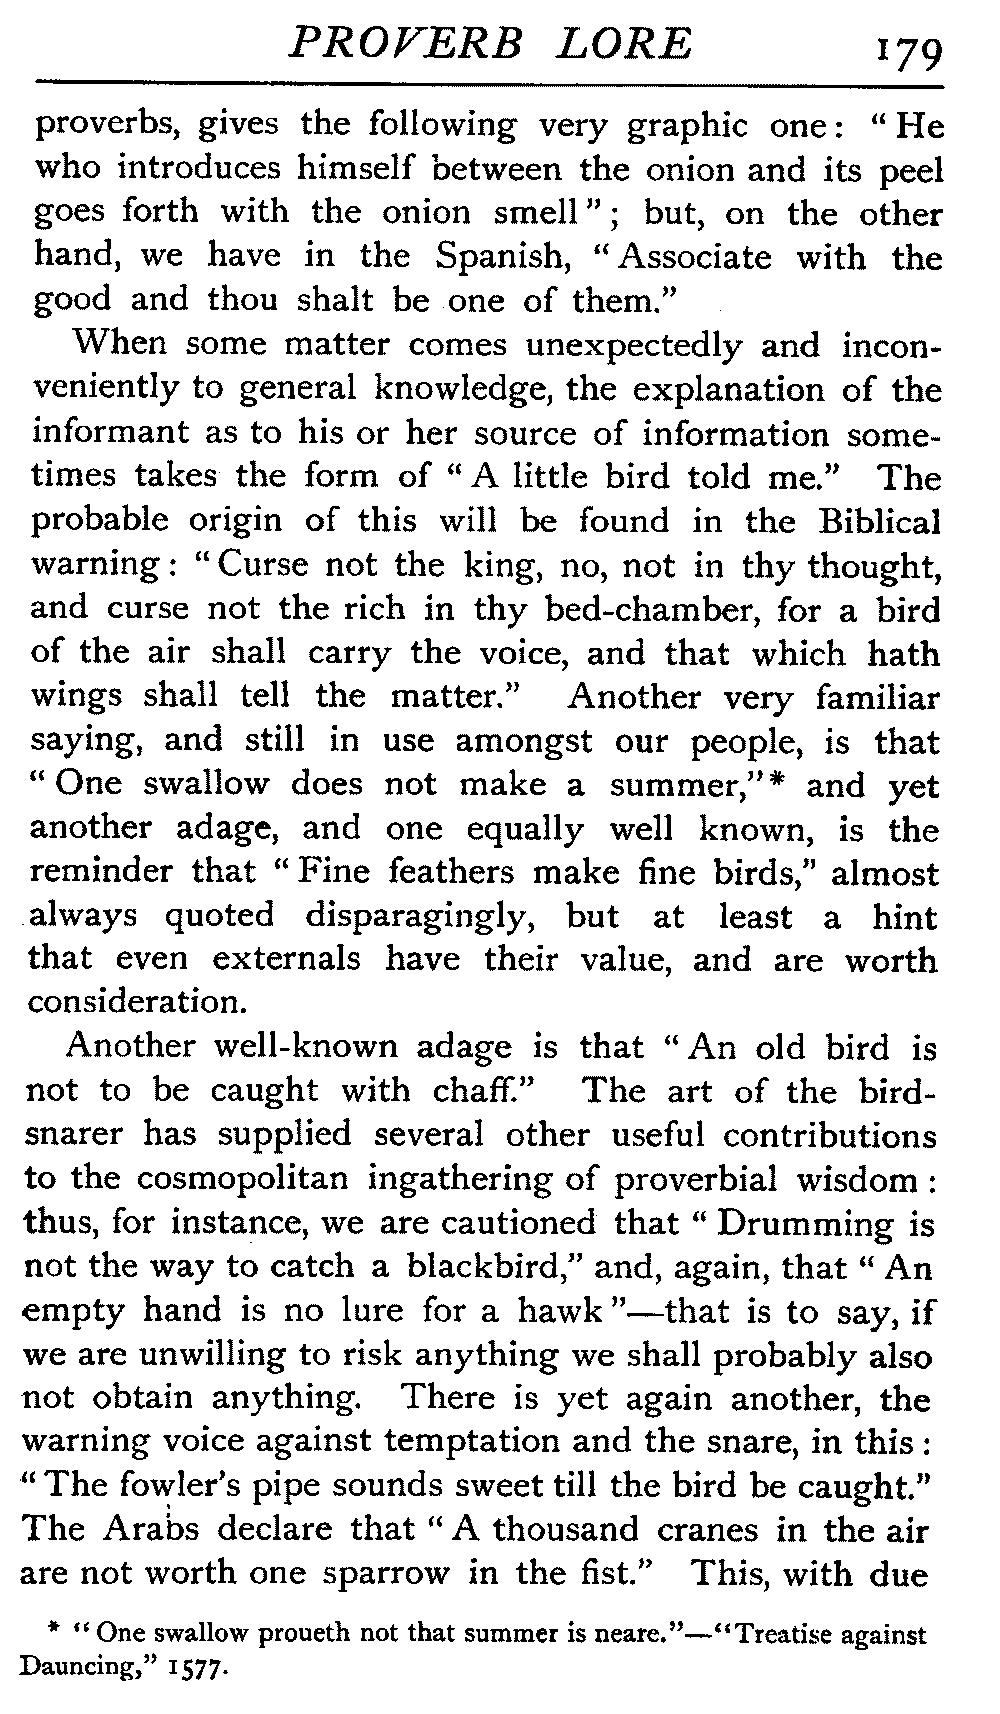 PROVERB LORE 179
proverbs, gives the following very graphic one: “ He
who introduces himself between the onion and its peel
goes forth with the onion smell ” ; but, on the other
hand, we have in the Spanish, “ Associate with the
good and thou shalt be one of them.”
When some matter comes unexpectedly and incon-
veniently to general knowledge, the explanation of the
informant as to his or her source of information some-
times takes the form of “ A little bird told me.” The
probable origin of this will be found in the Biblical
warning : “ Curse not the king, no, not in thy thought,
and curse not the rich in thy bed-chamber, for a bird
of the air shall carry the voice, and that which hath
wings shall tell the matter.” Another very familiar
saying, and still in use amongst our people, is that
“ One swallow does not make a summer,”* and yet
another adage, and one equally well known, is the
reminder that “ Fine feathers make fine birds,” almost
always quoted disparagingly, but at least a hint
that even externals have their value, and are worth
consideration.
Another well-known adage is that “ An old bird is
not to be caught with chaff.” The art of the bird-
snarer has supplied several other useful contributions
to the cosmopolitan ingathering of proverbial wisdom :
thus, for instance, we are cautioned that “ Drumming is
not the way to catch a blackbird,” and, again, that “ An
empty hand is no lure for a hawk ”—that is to say, if
we are unwilling to risk anything we shall probably also
not obtain anything. There is yet again another, the
warning voice against temptation and the snare, in this :
“ The fowler’s pipe sounds sweet till the bird be caught.”
The Arabs declare that “ A thousand cranes in the air
are not worth one sparrow in the fist.” This, with due
* “ One swallow proueth not that summer is neare.”—“Treatise against
Dauncing,” 1577.